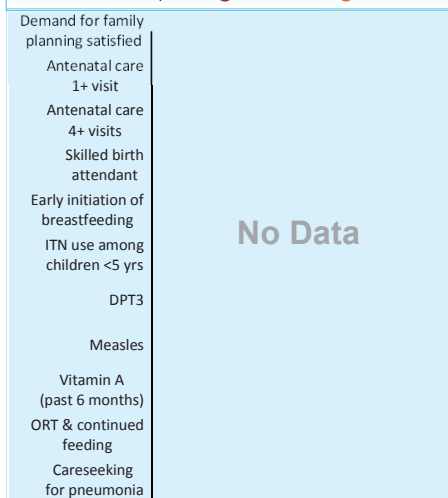 Demand for family
planning satisfied
Antenatal care
1+ visit
Antenatal care
4+ visits
Skilled birth
attendant
Early initiation of
breastfeeding
ITN use among
children <5 yrs
DPT3
Measles
Vitamin A
(past 6 months)
ORT & continued
feeding
Careseeking
for pneumonia
No Data